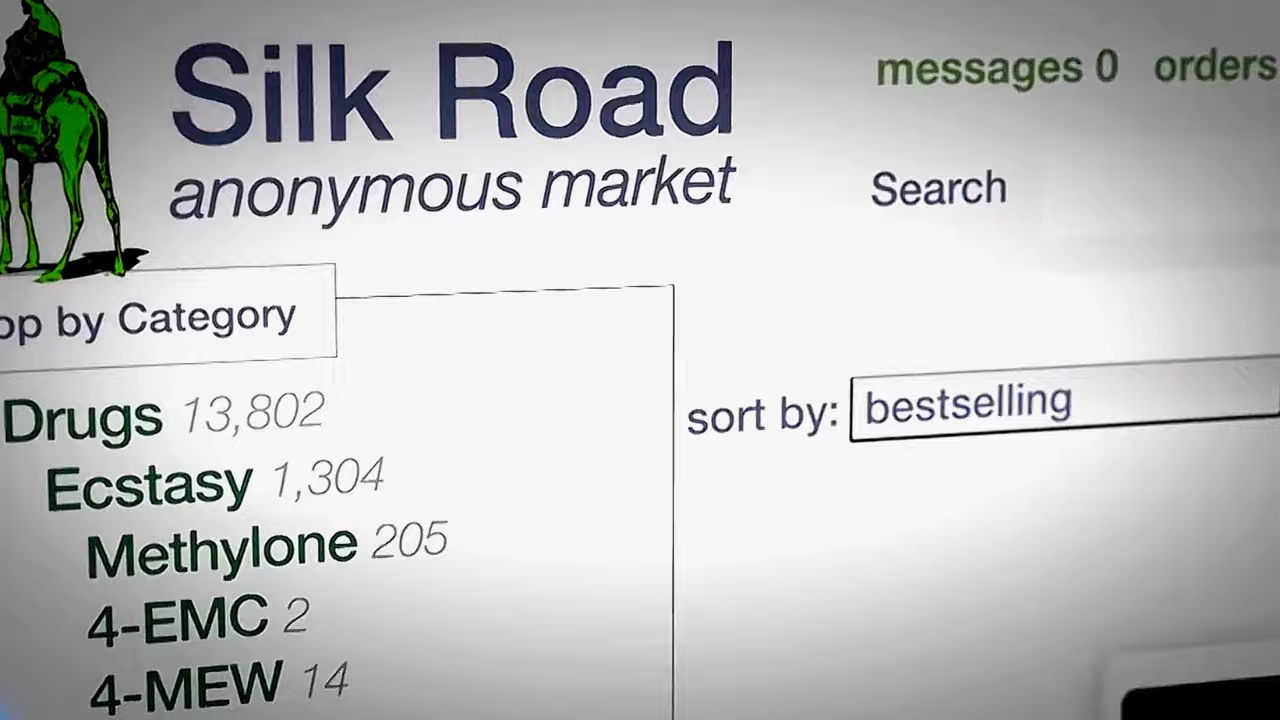 Silk Road
anonymous market
messages 0 orders
Search
op by Category
Drugs 13,802
Ecstasy 1,304
Methylone 205
4-EMC 2
4-MEW 14
sort by: bestselling